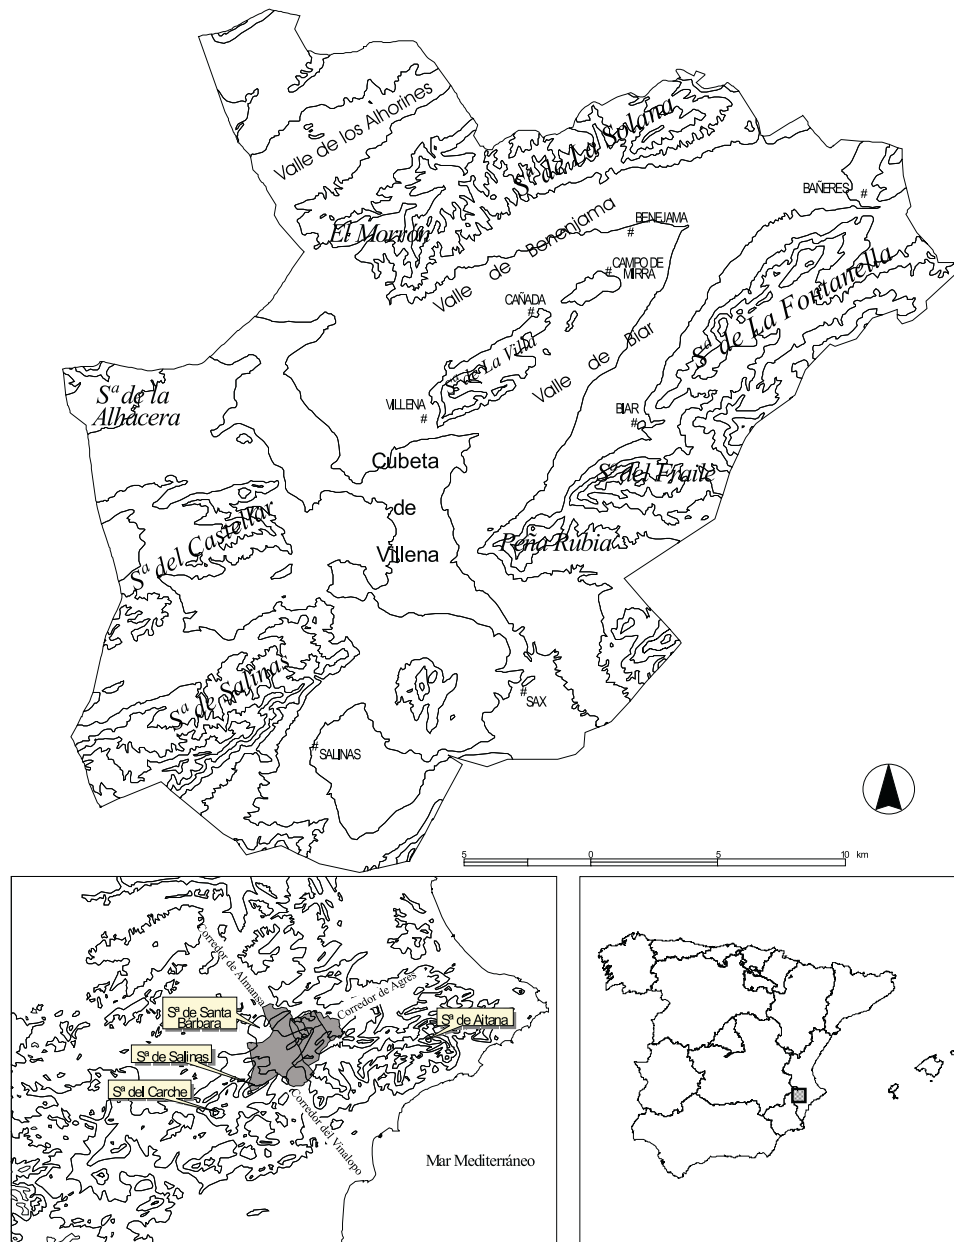 Valle de los Alhorines
Sª de La Solana
BAÑERES
#
El Morrón
Valle de Benenjama
BENEJAMA
#
CAMPO DE
# MIRRA
CAÑADA
#
Sª de La Fontanella
Sª de La Villa
Valle de Biar
Sª de la
Alhacera
VILLENA
#
BIAR
#
Cubeta
de
Villena
Sª del Fraile
Sª del Castellar
Peña Rubia
Sª de Salinas
#
SAX
#
SALINAS
5 0 5 10 km
Corredor de Almansa
Corredor de Agres
Sª de Santa
Bárbara
Sª de Aitana
Sª de Salinas
Sª del Carche
Corredor del Vinalopo
Mar Mediterráneo